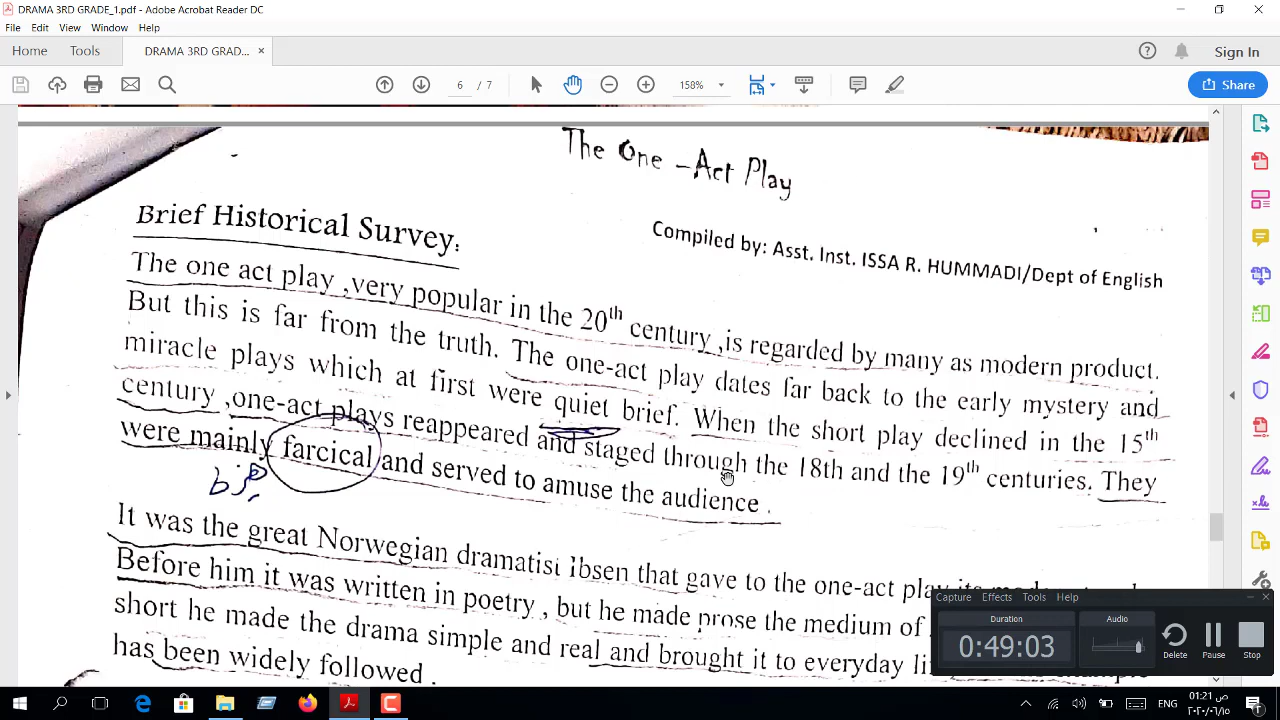 DRAMA 3RD GRADE_1.pdf - Adobe Acrobat Reader DC
File Edit View Window Help
Home Tools DRAMA 3RD GRAD... × Sign In
6 / 7 158% Share
The One - Act Play
Brief Historical Survey:
Compiled by: Asst. Inst. ISSA R. HUMMADI/Dept of English
The one act play ,very popular in the 20th century ,is regarded by many as modern product.
But this is far from the truth. The one-act play dates far back to the early mystery and
miracle plays which at first were quiet brief. When the short play declined in the 15th
century ,one-act plays reappeared and staged through the 18th and the 19th centuries. They
were mainly farcical and served to amuse the audience .
It was the great Norwegian dramatist Ibsen that gave to the one-act play
Before him it was written in poetry , but he made prose the medium of
short he made the drama simple and real and brought it to everyday
has been widely followed .
Capture Effects Tools Help
Duration Audio
0:49:03
Delete Pause Stop
ENG
01:21 ص
٢٠٢٠/٠٦/١٥